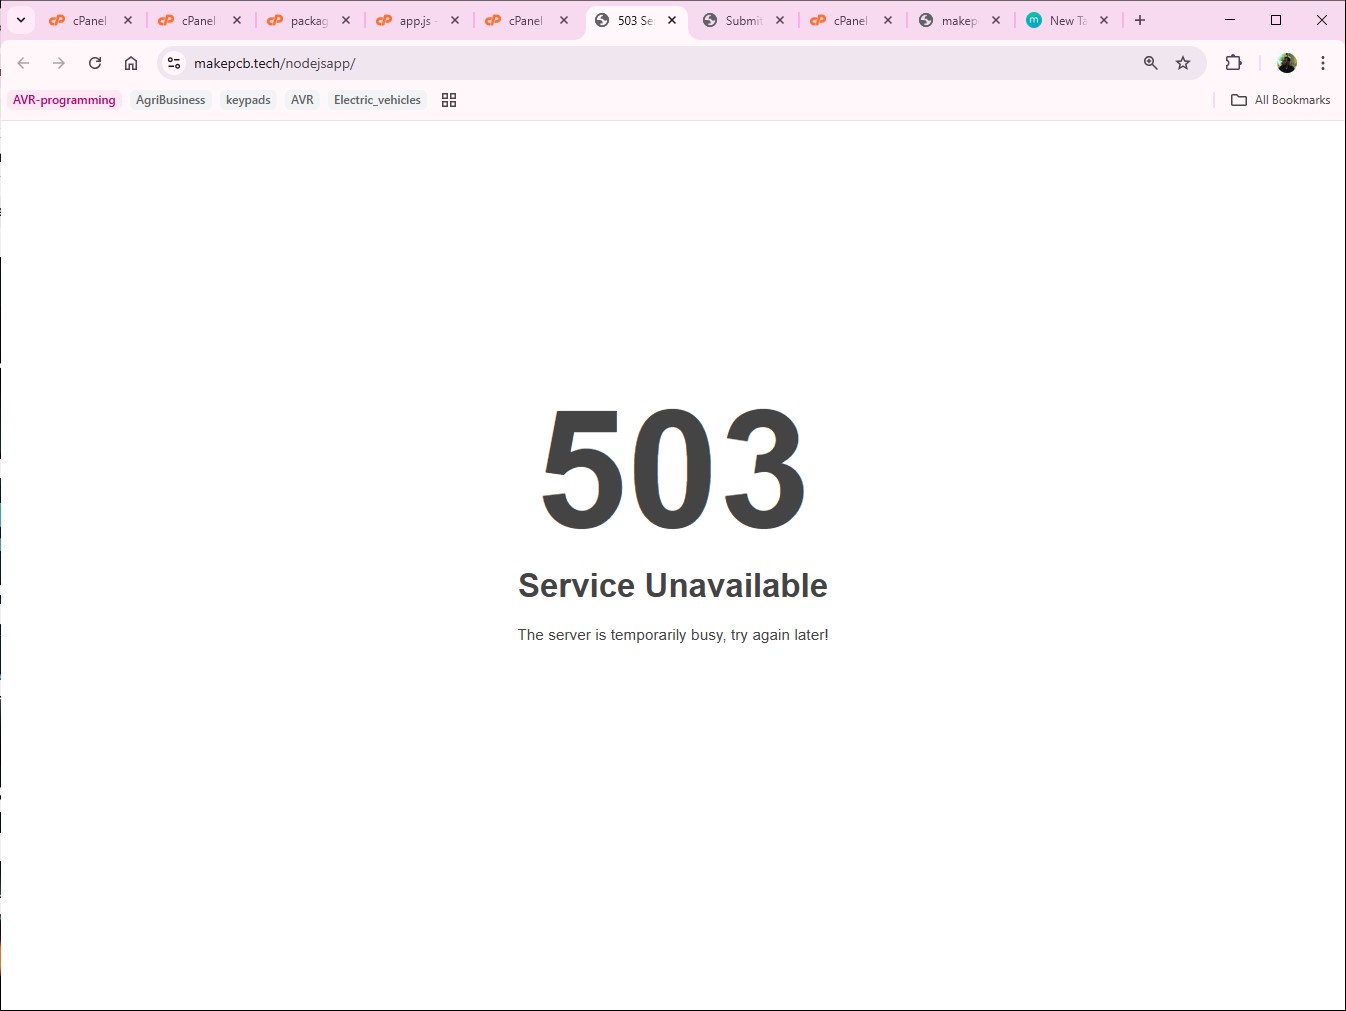 cPanel
cPanel
packag
app.js -
cPanel
503 Se
Submit
cPanel
makep
New Ta
makepcb.tech/nodejsapp/
AVR-programming
AgriBusiness
keypads
AVR
Electric_vehicles
All Bookmarks
503
Service Unavailable
The server is temporarily busy, try again later!